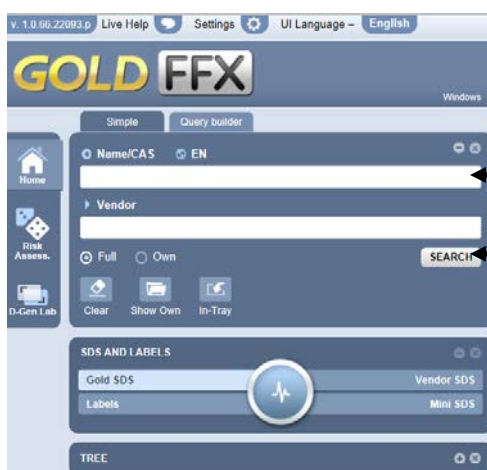 v. 1.0.66.22093.p Live Help Settings UI Language – English
GOLD FFX
Windows
Simple Query builder
Name/CAS EN
Home
Vendor
Risk Assess.
Full Own SEARCH
D-Gen Lab
Clear Show Own In-Tray
SDS AND LABELS
Gold SDS Vendor SDS
Labels Mini SDS
TREE